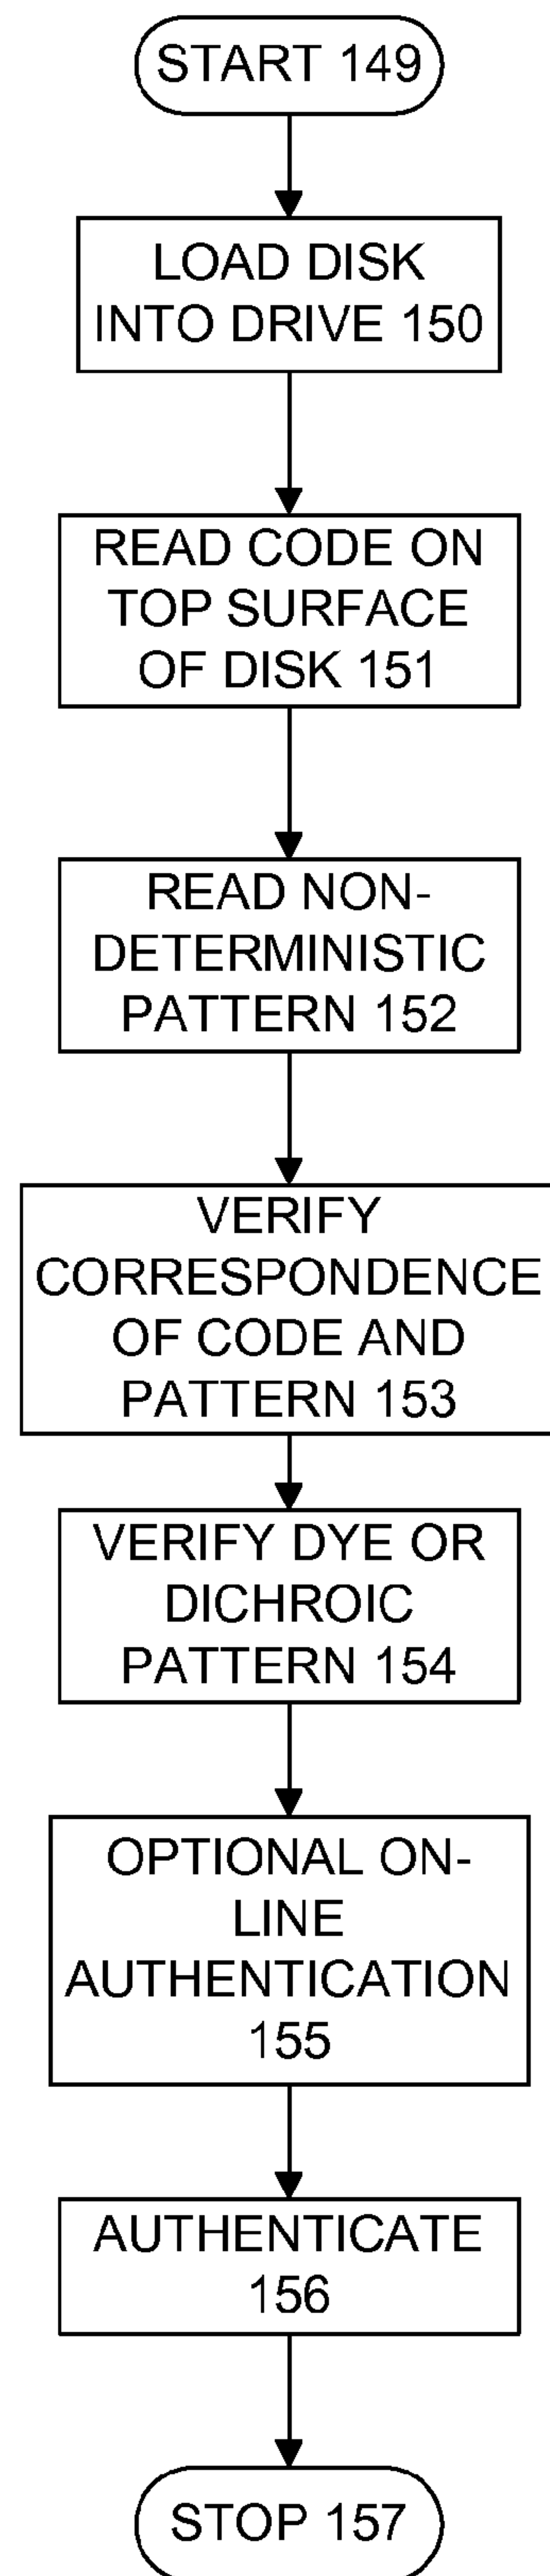 START 149
LOAD DISK
INTO DRIVE 150
READ CODE ON
TOP SURFACE
OF DISK 151
READ NON-
DETERMINISTIC
PATTERN 152
VERIFY
CORRESPONDENCE
OF CODE AND
PATTERN 153
VERIFY DYE OR
DICHROIC
PATTERN 154
OPTIONAL ON-
LINE
AUTHENTICATION
155
AUTHENTICATE
156
STOP 157